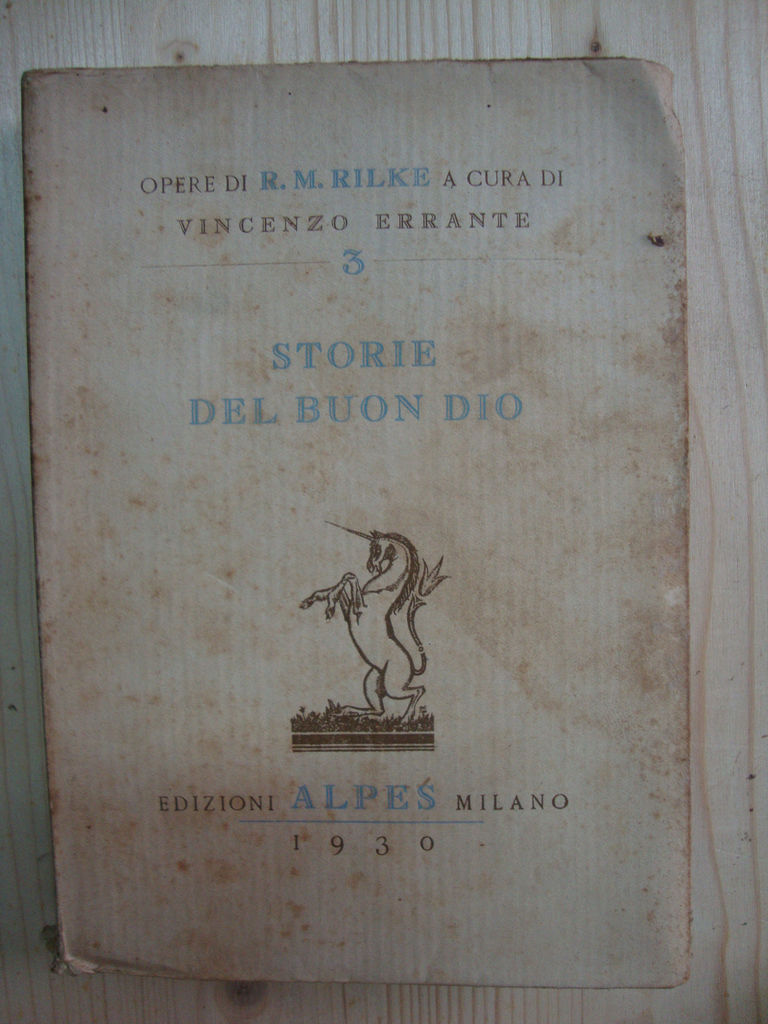 OPERE DI R. M. RILKE A CURA DI
VINCENZO ERRANTE
3
STORIE
DEL BUON DIO
EDIZIONI ALPES MILANO
1930